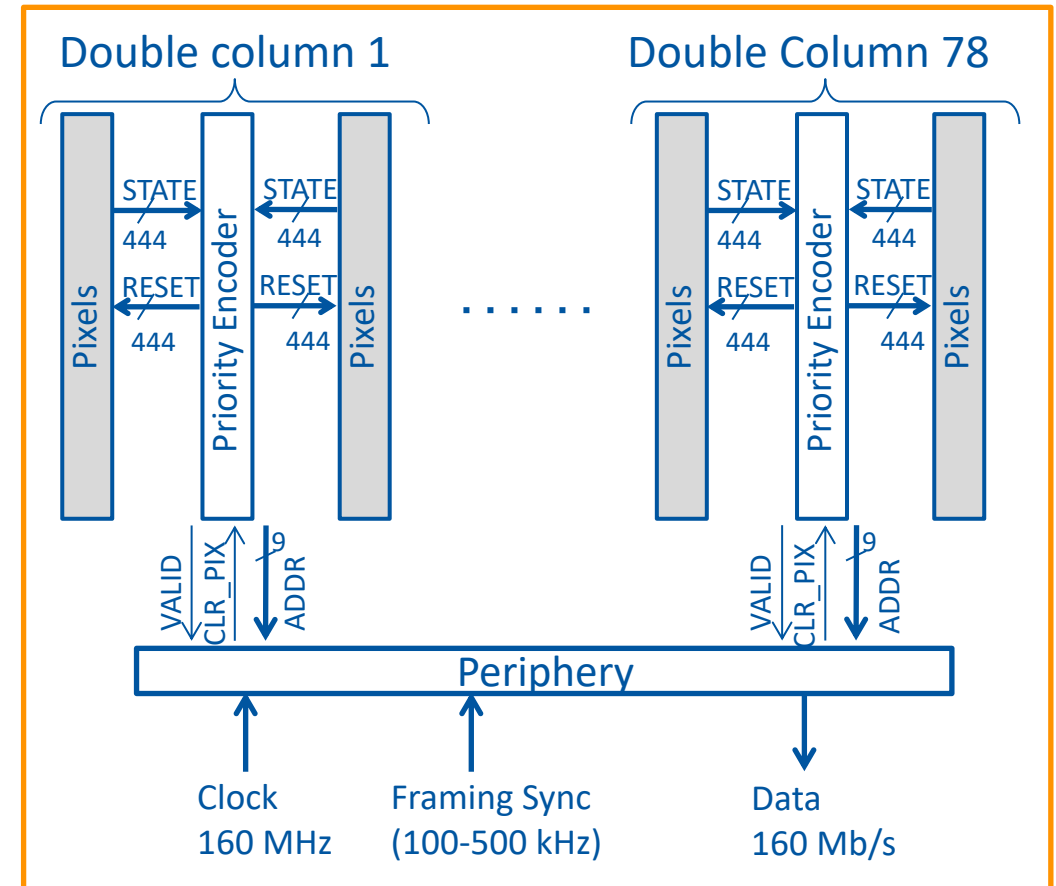 Double column 1
Double Column 78
STATE
444
RESET
444
STATE
444
RESET
444
Pixels
Priority Encoder
Pixels
. . . . . .
STATE
444
RESET
444
STATE
444
RESET
444
Pixels
Priority Encoder
Pixels
VALID
CLR_PIX
9
ADDR
VALID
CLR_PIX
9
ADDR
Periphery
Clock
160 MHz
Framing Sync
(100-500 kHz)
Data
160 Mb/s